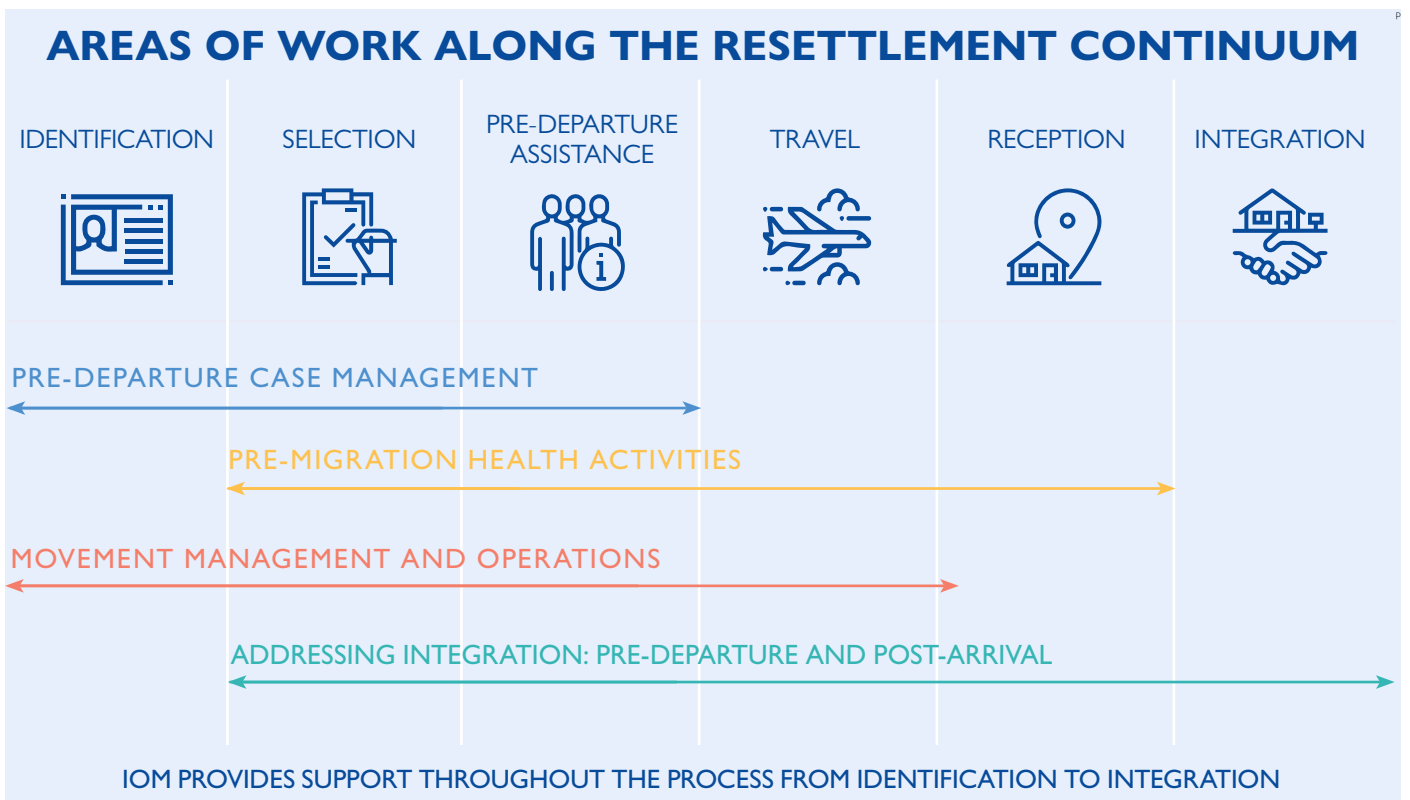 P
AREAS OF WORK ALONG THE RESETTLEMENT CONTINUUM
IDENTIFICATION
SELECTION
PRE-DEPARTURE
ASSISTANCE
TRAVEL
RECEPTION
INTEGRATION
i
PRE-DEPARTURE CASE MANAGEMENT
PRE-MIGRATION HEALTH ACTIVITIES
MOVEMENT MANAGEMENT AND OPERATIONS
ADDRESSING INTEGRATION: PRE-DEPARTURE AND POST-ARRIVAL
IOM PROVIDES SUPPORT THROUGHOUT THE PROCESS FROM IDENTIFICATION TO INTEGRATION